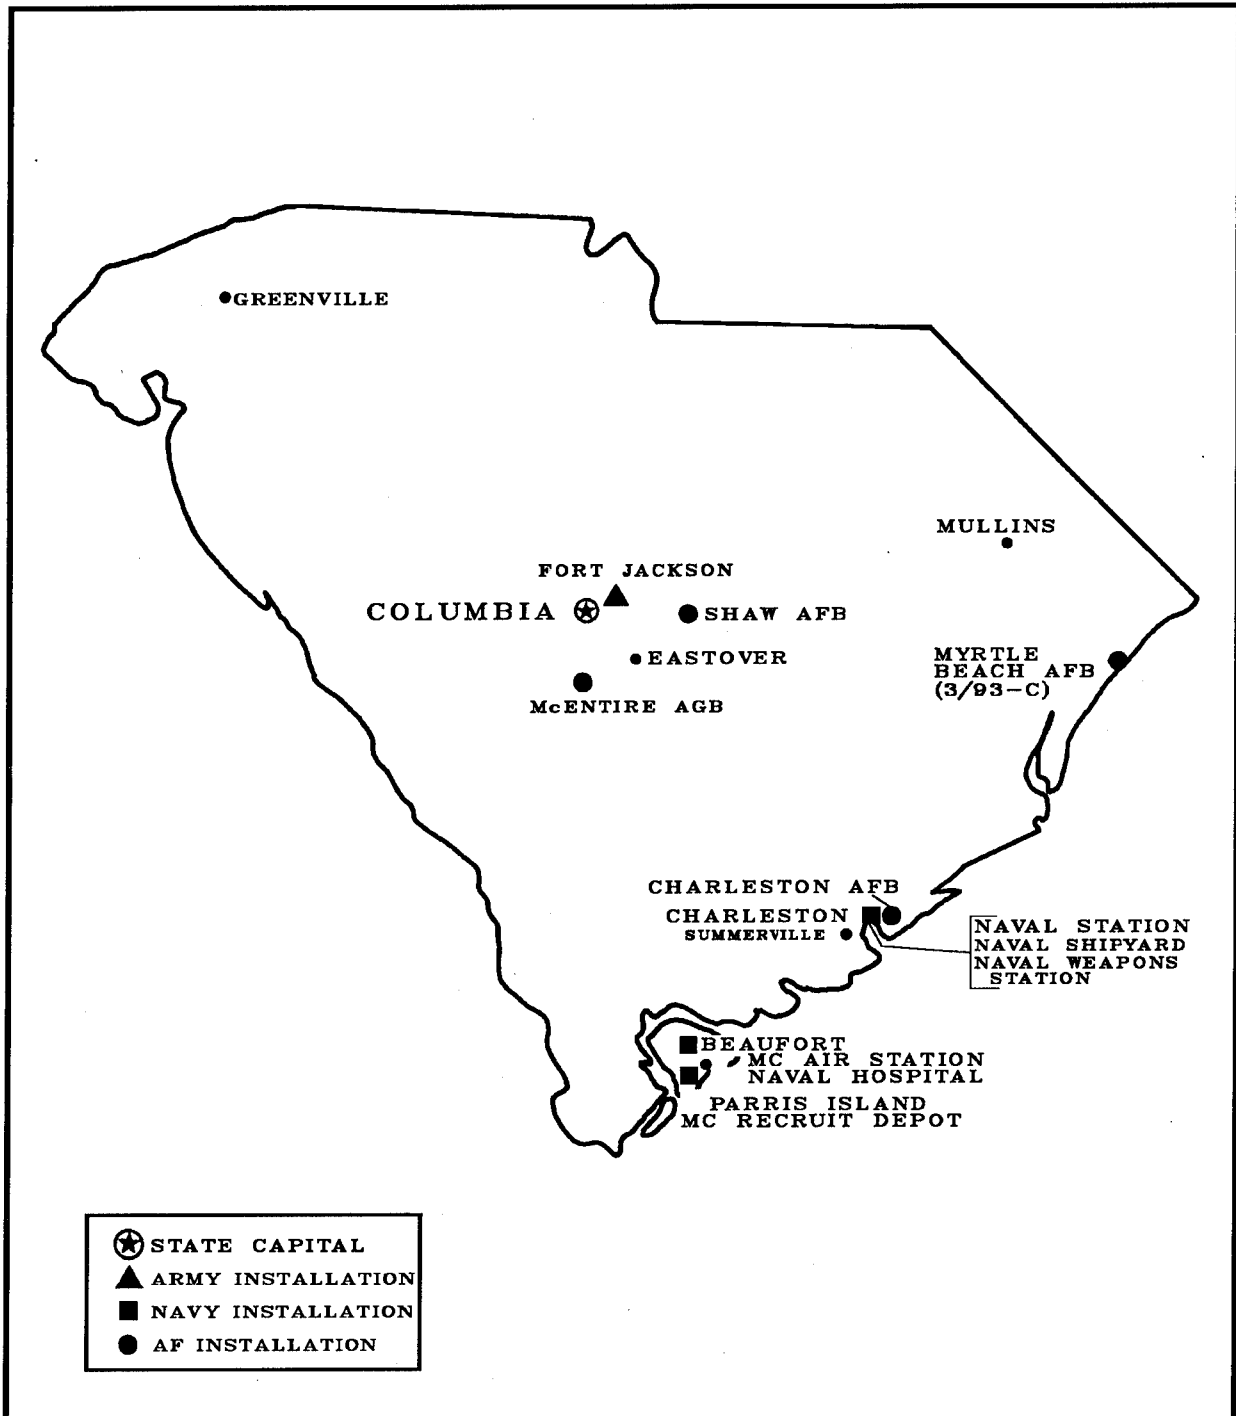 GREENVILLE
MULLINS
FORT JACKSON
COLUMBIA
SHAW AFB
EASTOVER
MYRTLE
BEACH AFB
(3/93-C)
McENTIRE AGB
CHARLESTON AFB
CHARLESTON
SUMMERVILLE
NAVAL STATION
NAVAL SHIPYARD
NAVAL WEAPONS
STATION
BEAUFORT
MC AIR STATION
NAVAL HOSPITAL
PARRIS ISLAND
MC RECRUIT DEPOT
STATE CAPITAL
ARMY INSTALLATION
NAVY INSTALLATION
AF INSTALLATION